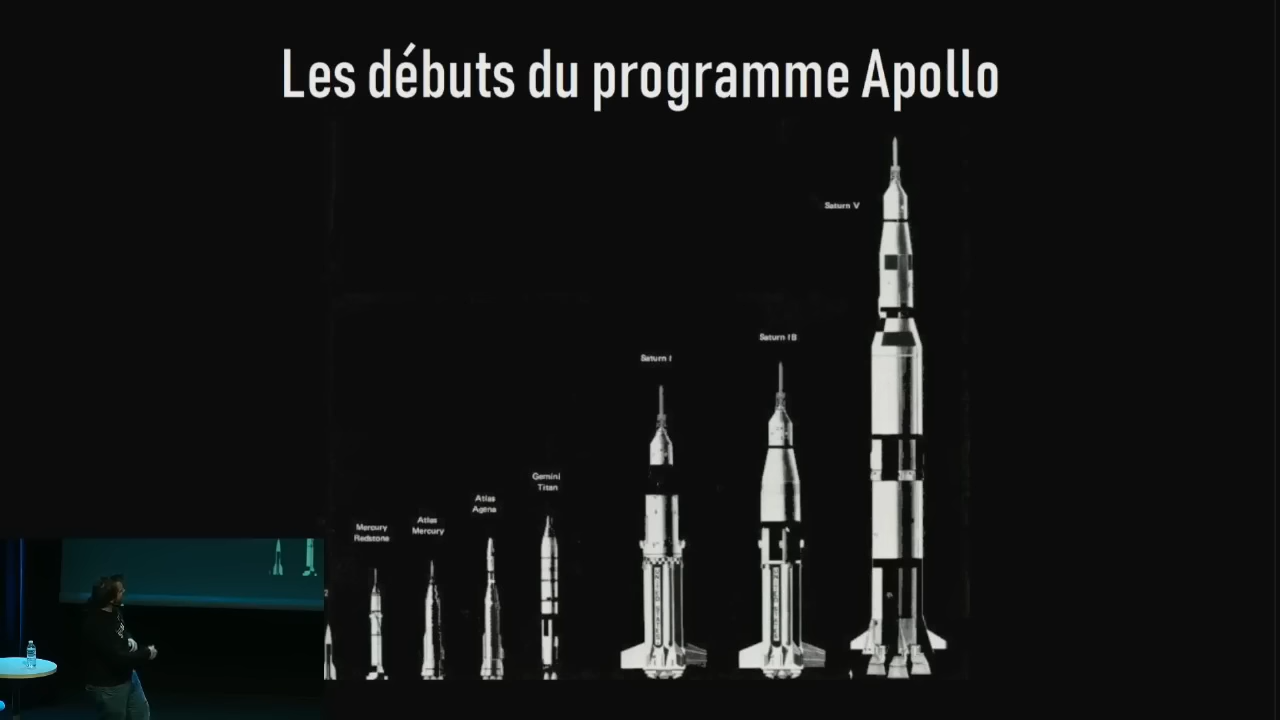 Les débuts du programme Apollo
Saturn V
Saturn IB
Saturn I
Gemini
Titan
Atlas
Agena
Atlas
Mercury
Mercury
Redstone